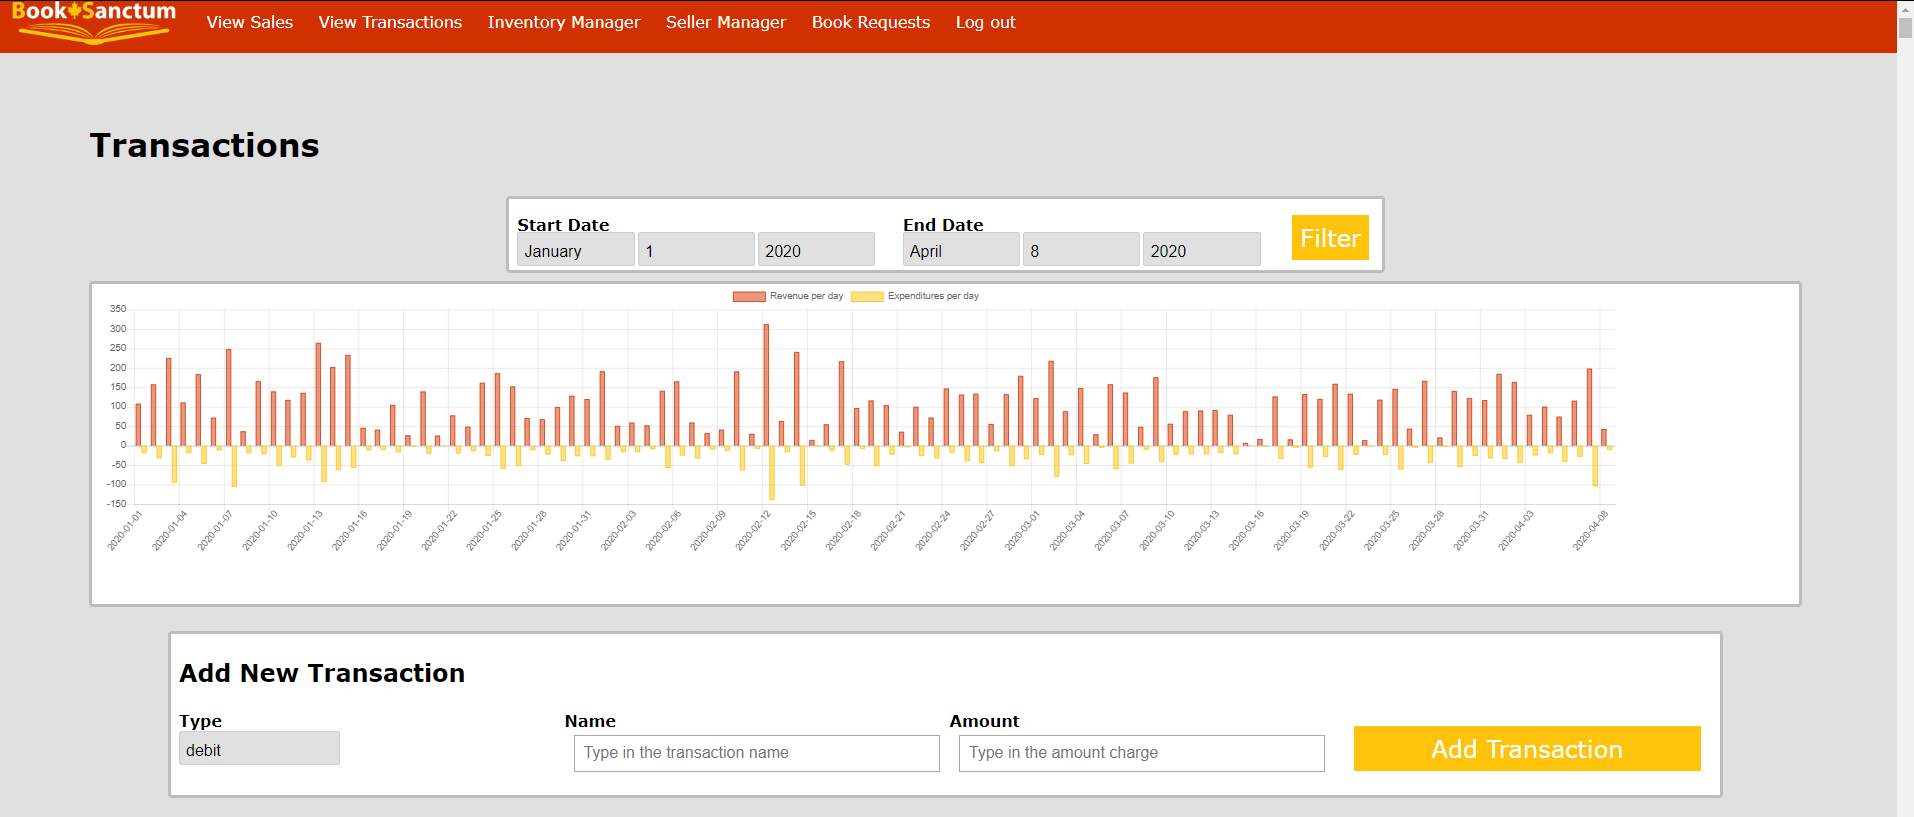 Book Sanctum
View Sales View Transactions Inventory Manager Seller Manager Book Requests Log out
Transactions
Start Date End Date
January 1 2020 April 8 2020 Filter
Revenue per day Expenditures per day
350
300
250
200
150
100
50
0
-50
-100
-150
2020-01-01 2020-01-04 2020-01-07 2020-01-10 2020-01-13 2020-01-16 2020-01-19 2020-01-22 2020-01-25 2020-01-28 2020-01-31 2020-02-03 2020-02-06 2020-02-09 2020-02-12 2020-02-15 2020-02-18 2020-02-21 2020-02-24 2020-02-27 2020-03-01 2020-03-04 2020-03-07 2020-03-10 2020-03-13 2020-03-16 2020-03-19 2020-03-22 2020-03-25 2020-03-28 2020-03-31 2020-04-03 2020-04-08
Add New Transaction
Type Name Amount
debit Type in the transaction name Type in the amount charge Add Transaction